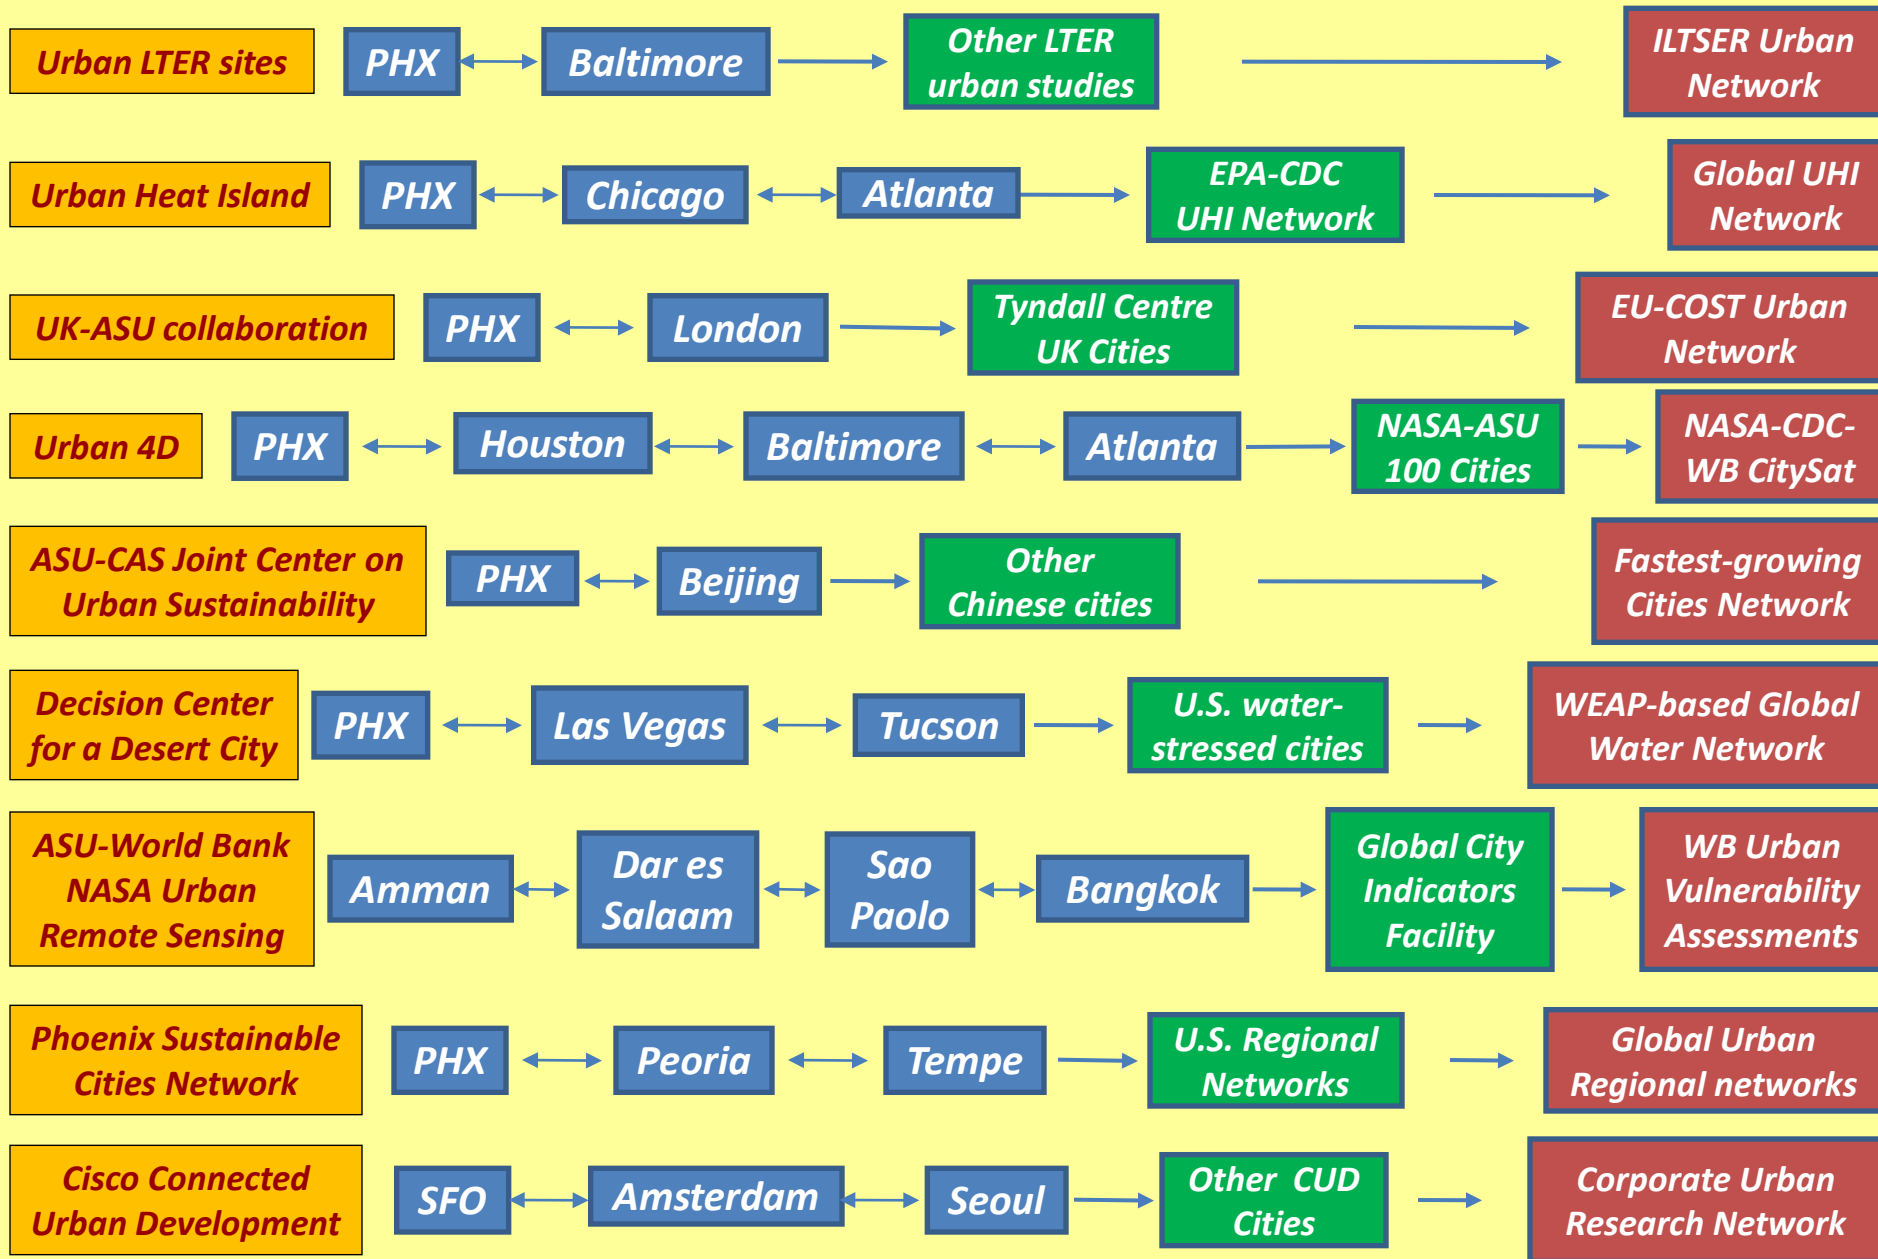 Urban LTER sites
PHX
Baltimore
Other LTER
urban studies
ILTSER Urban
Network
Urban Heat Island
PHX
Chicago
Atlanta
EPA-CDC
UHI Network
Global UHI
Network
UK-ASU collaboration
PHX
London
Tyndall Centre
UK Cities
EU-COST Urban
Network
Urban 4D
PHX
Houston
Baltimore
Atlanta
NASA-ASU
100 Cities
NASA-CDC-
WB CitySat
ASU-CAS Joint Center on
Urban Sustainability
PHX
Beijing
Other
Chinese cities
Fastest-growing
Cities Network
Decision Center
for a Desert City
PHX
Las Vegas
Tucson
U.S. water-
stressed cities
WEAP-based Global
Water Network
ASU-World Bank
NASA Urban
Remote Sensing
Amman
Dar es
Salaam
Sao
Paolo
Bangkok
Global City
Indicators
Facility
WB Urban
Vulnerability
Assessments
Phoenix Sustainable
Cities Network
PHX
Peoria
Tempe
U.S. Regional
Networks
Global Urban
Regional networks
Cisco Connected
Urban Development
SFO
Amsterdam
Seoul
Other CUD
Cities
Corporate Urban
Research Network